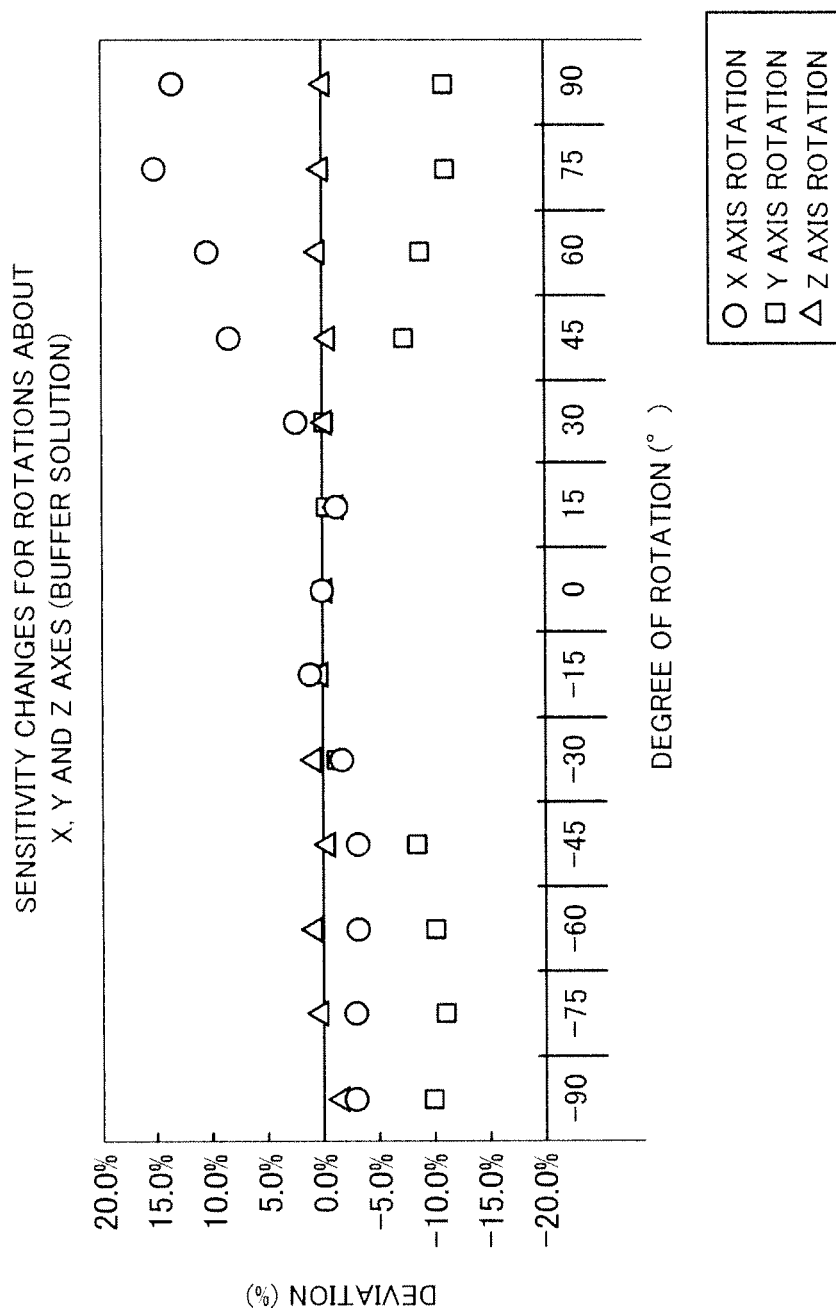 SENSITIVITY CHANGES FOR ROTATIONS ABOUT
X, Y AND Z AXES (BUFFER SOLUTION)
DEVIATION (%)
20.0%
15.0%
10.0%
5.0%
0.0%
-5.0%
-10.0%
-15.0%
-20.0%
-90 -75 -60 -45 -30 -15 0 15 30 45 60 75 90
DEGREE OF ROTATION (°)
X AXIS ROTATION
Y AXIS ROTATION
Z AXIS ROTATION